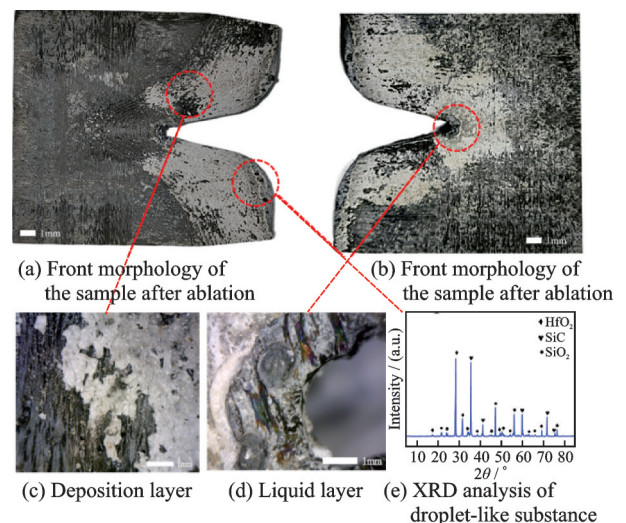 1mm
1mm
(a) Front morphology of
the sample after ablation
(b) Front morphology of
the sample after ablation
1mm
1mm
Intensity / (a.u.)
♦HfO₂
♥SiC
•SiO₂
10 20 30 40 50 60 70 80
2θ / °
(c) Deposition layer
(d) Liquid layer
(e) XRD analysis of
droplet-like substance